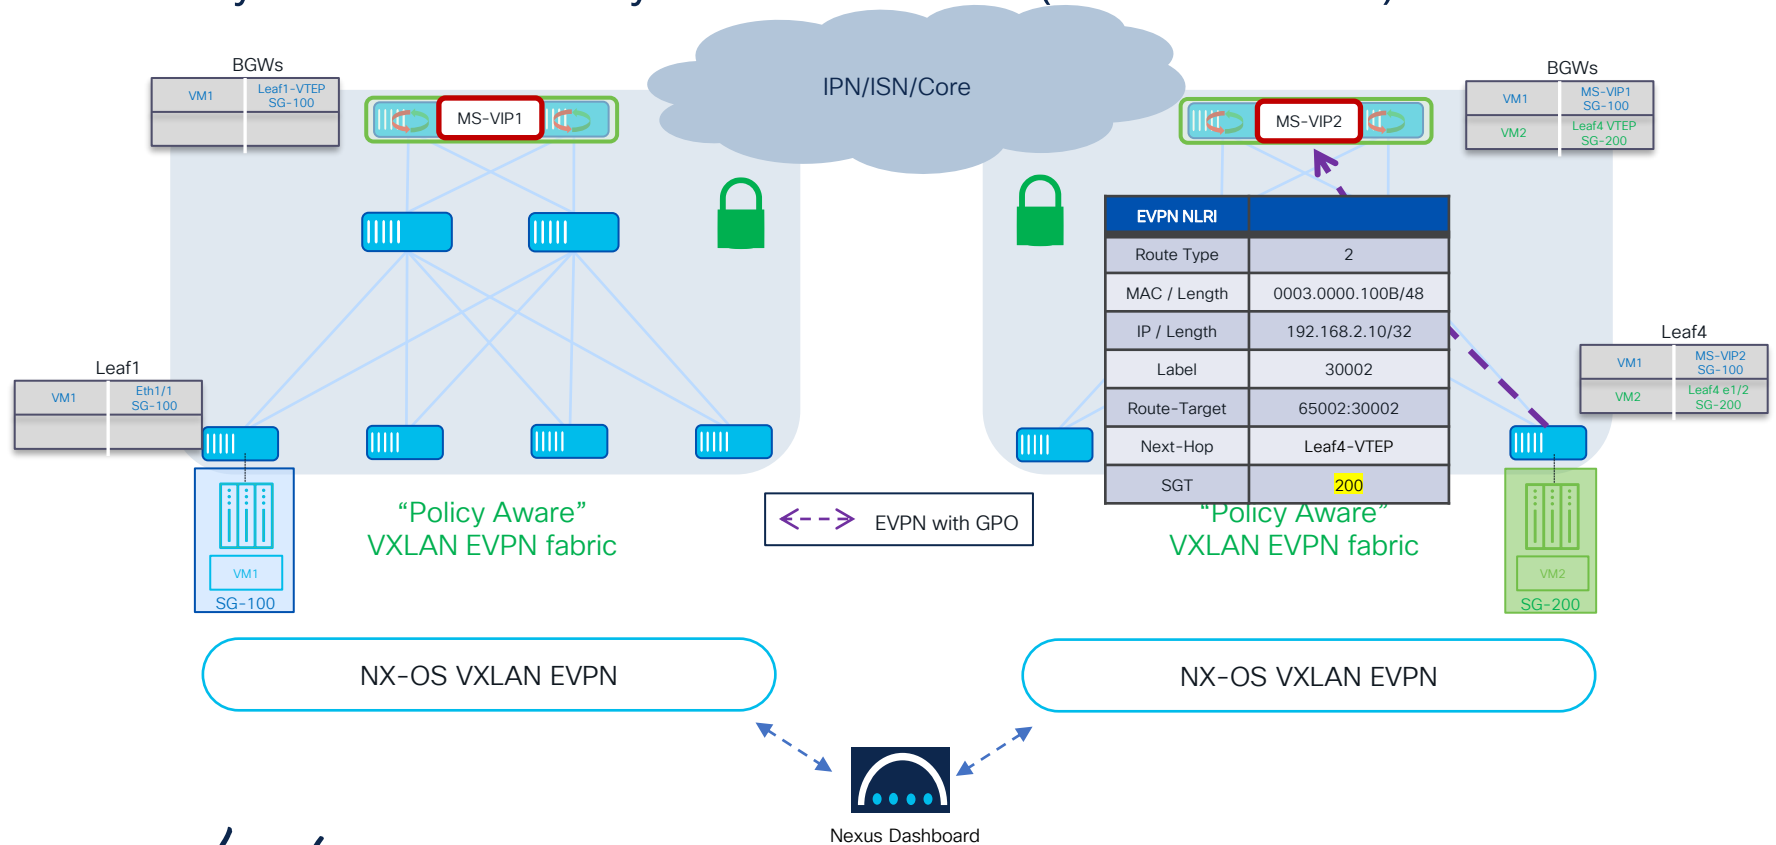 IPN/ISN/Core
BGWs
VM1 Leaf1-VTEP
SG-100
MS-VIP1
BGWs
VM1 MS-VIP1
SG-100
VM2 Leaf4 VTEP
SG-200
MS-VIP2
EVPN NLRI
Route Type 2
MAC / Length 0003.0000.100B/48
IP / Length 192.168.2.10/32
Label 30002
Route-Target 65002:30002
Next-Hop Leaf4-VTEP
SGT 200
Leaf1
VM1 Eth1/1
SG-100
Leaf4
VM1 MS-VIP2
SG-100
VM2 Leaf4 e1/2
SG-200
VM1
SG-100
“Policy Aware”
VXLAN EVPN fabric
EVPN with GPO
“Policy Aware”
VXLAN EVPN fabric
VM2
SG-200
NX-OS VXLAN EVPN
NX-OS VXLAN EVPN
Nexus Dashboard